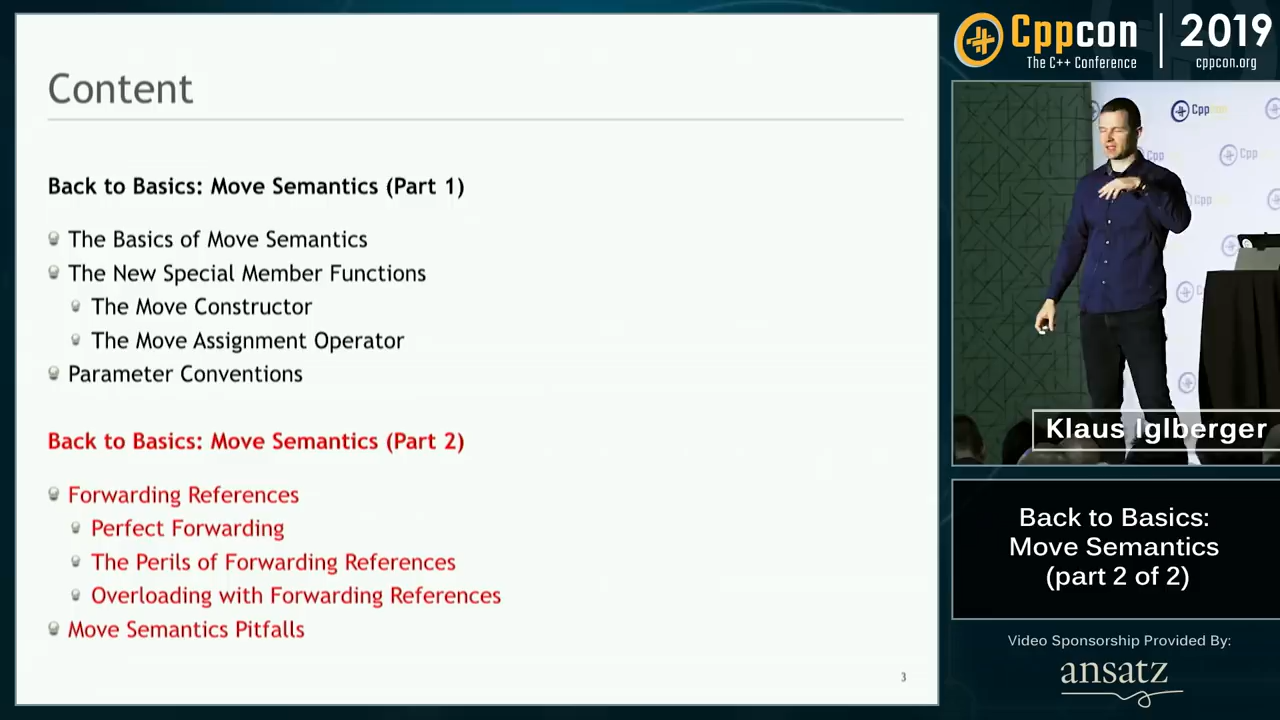 Content
Back to Basics: Move Semantics (Part 1)
The Basics of Move Semantics
The New Special Member Functions
The Move Constructor
The Move Assignment Operator
Parameter Conventions
Back to Basics: Move Semantics (Part 2)
Forwarding References
Perfect Forwarding
The Perils of Forwarding References
Overloading with Forwarding References
Move Semantics Pitfalls
3
Cppcon | 2019
The C++ Conference
cppcon.org
Cpp
Cpp
Cpp
Klaus Iglberger
Back to Basics:
Move Semantics
(part 2 of 2)
Video Sponsorship Provided By:
ansatz